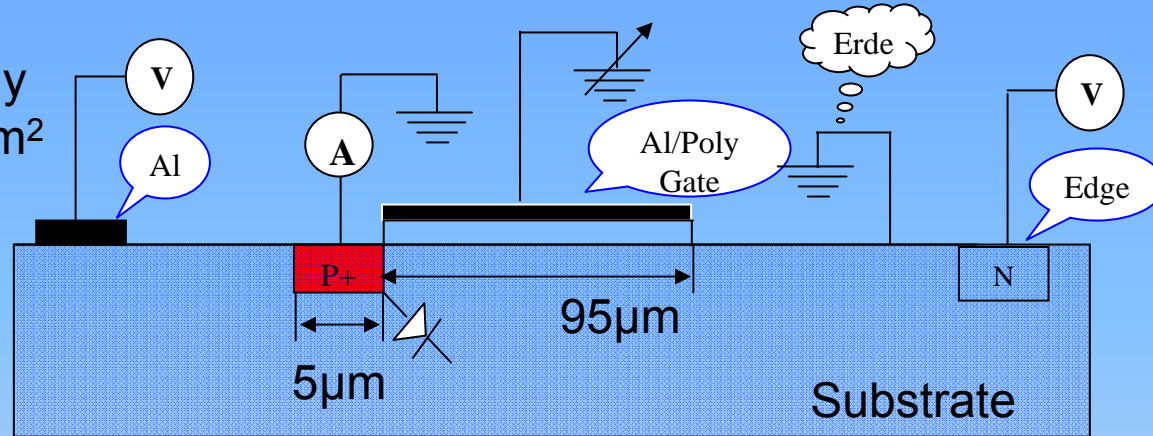 y
m²
V
Al
A
Al/Poly
Gate
Erde
V
Edge
P+
N
95µm
5µm
Substrate